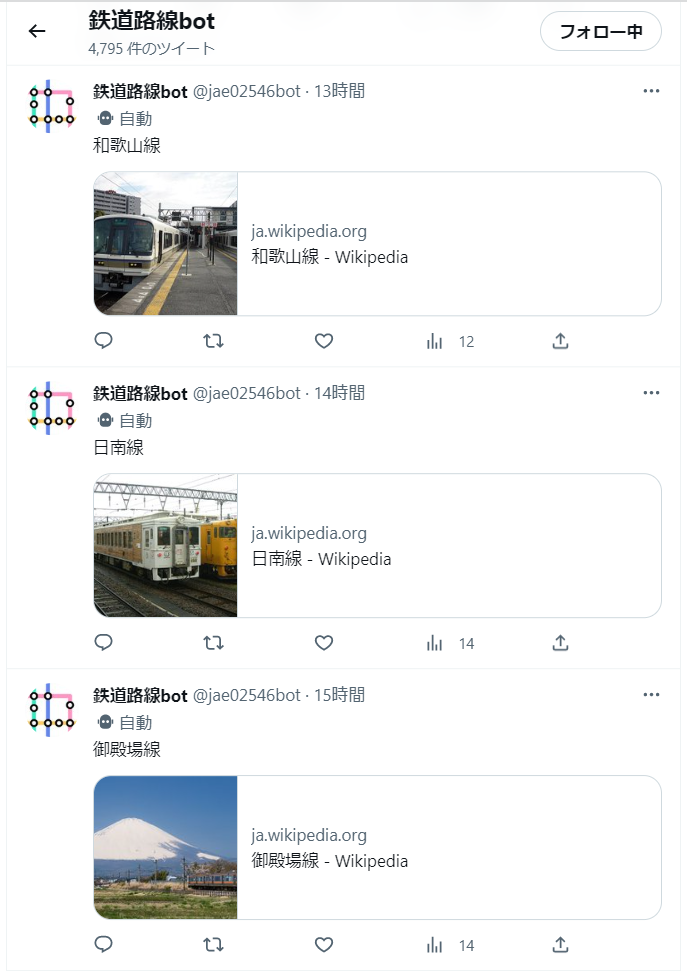 鉄道路線bot
4,795 件のツイート
フォロー中
鉄道路線bot @jae02546bot · 13時間
自動
和歌山線
ja.wikipedia.org
和歌山線 - Wikipedia
12
鉄道路線bot @jae02546bot · 14時間
自動
日南線
ja.wikipedia.org
日南線 - Wikipedia
14
鉄道路線bot @jae02546bot · 15時間
自動
御殿場線
ja.wikipedia.org
御殿場線 - Wikipedia
14